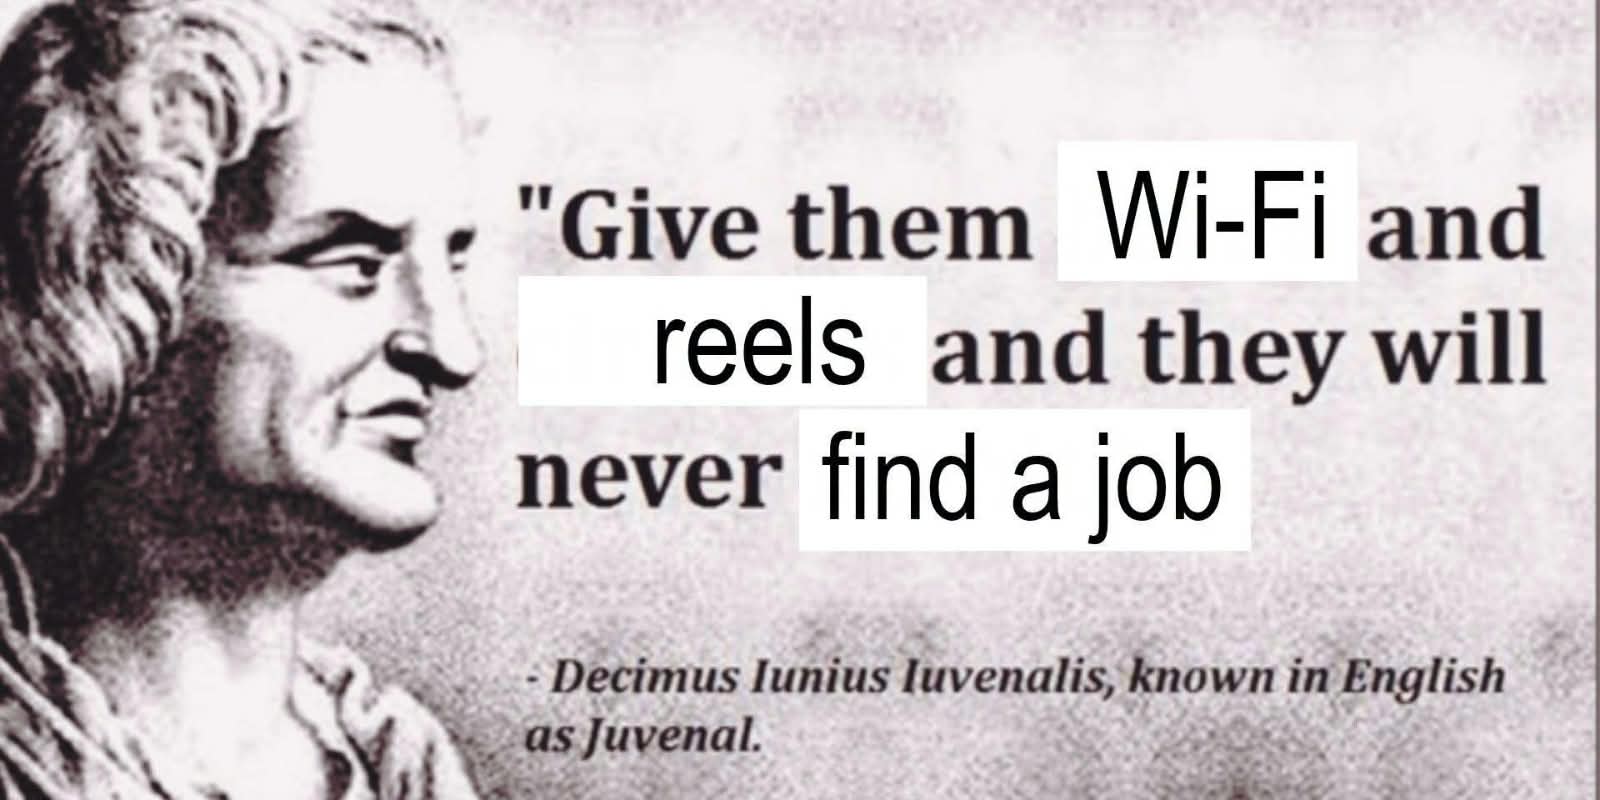 "Give them Wi-Fi and
reels and they will
never find a job
- Decimus Iunius Iuvenalis, known in English
as Juvenal.